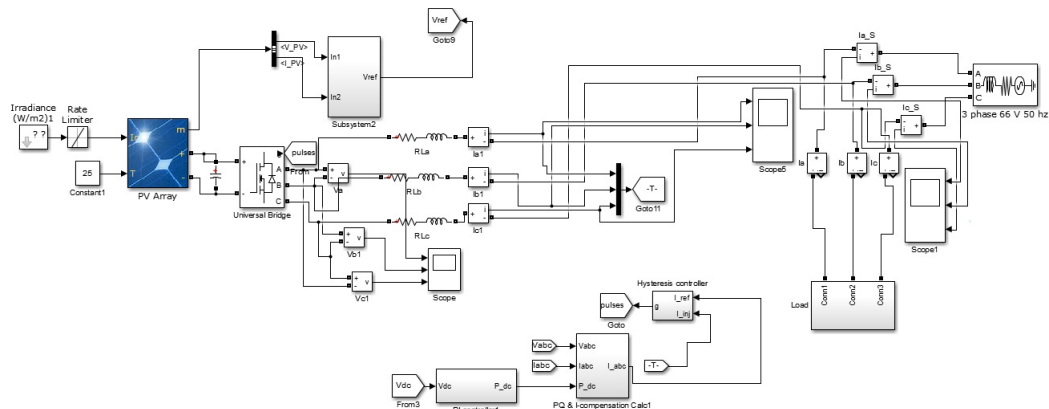 Vref
Goto9
<V_PV>
<I_PV>
In1
In2
Vref
Subsystem2
Ia_S
Ib_S
Ic_S
A
B
C
3 phase 66 V 50 hz
Irradiance
(W/m2)1
? ?
Rate
Limiter
m
+
-
T
25
Constant1
PV Array
pulses
From
+
-
A
B
C
Universal Bridge
RLa
RLb
RLc
Ia1
Ib1
Ic1
Va
Vb1
Vc1
Scope
Scope5
-T-
Goto11
Ia
Ib
Ic
Scope1
Conn1
Conn2
Conn3
Load
Hysteresis controller
pulses
Goto
g
I_ref
I_inj
-T-
Vabc
Iabc
Vabc
Iabc
P_dc
I_abc
PQ & I-compensation Calc1
Vdc
From3
Vdc
P_dc